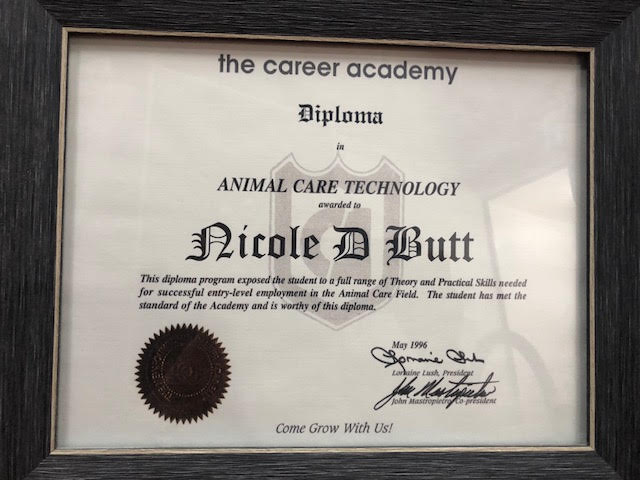 the career academy
Diploma
in
ANIMAL CARE TECHNOLOGY
awarded to
Nicole D Butt
This diploma program exposed the student to a full range of Theory and Practical Skills needed
for successful entry-level employment in the Animal Care Field. The student has met the
standard of the Academy and is worthy of this diploma.
May 1996
Lorraine Lush, President
John Mastropietro, Co-president
Come Grow With Us!